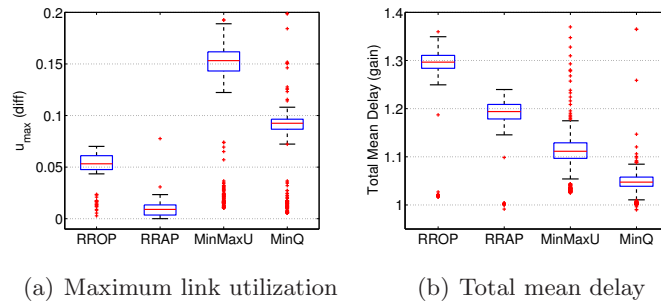 0.2
0.15
0.1
0.05
0
u_max (diff)
RROP RRAP MinMaxU MinQ
(a) Maximum link utilization
1.4
1.3
1.2
1.1
1
Total Mean Delay (gain)
RROP RRAP MinMaxU MinQ
(b) Total mean delay